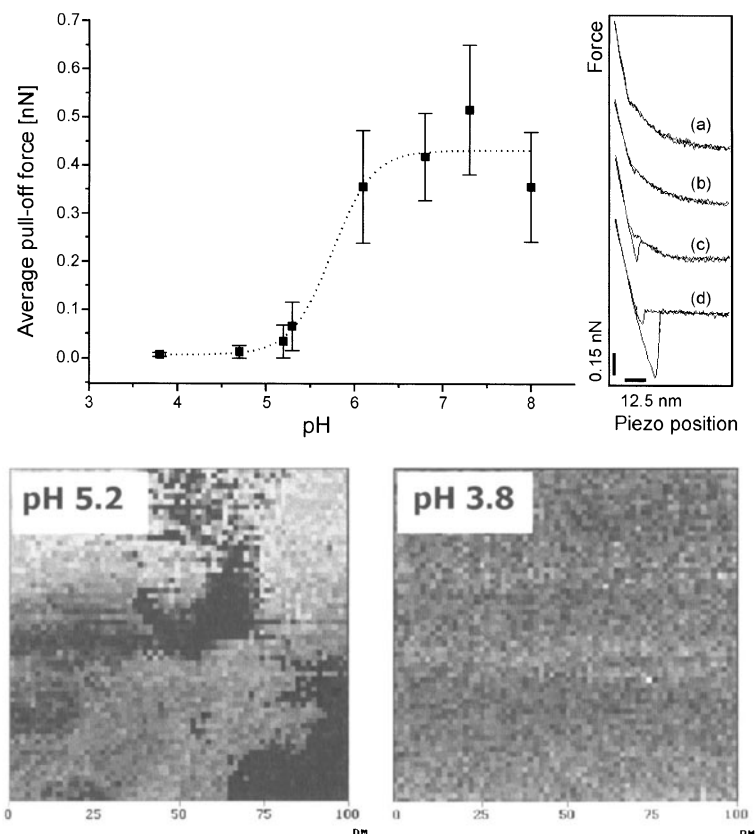 0.7
0.6
0.5
0.4
0.3
0.2
0.1
0.0
Average pull-off force [nN]
3 4 5 6 7 8
pH
Force
(a)
(b)
(c)
(d)
0.15 nN
12.5 nm
Piezo position
pH 5.2
pH 3.8
0 25 50 75 100
0 25 50 75 100